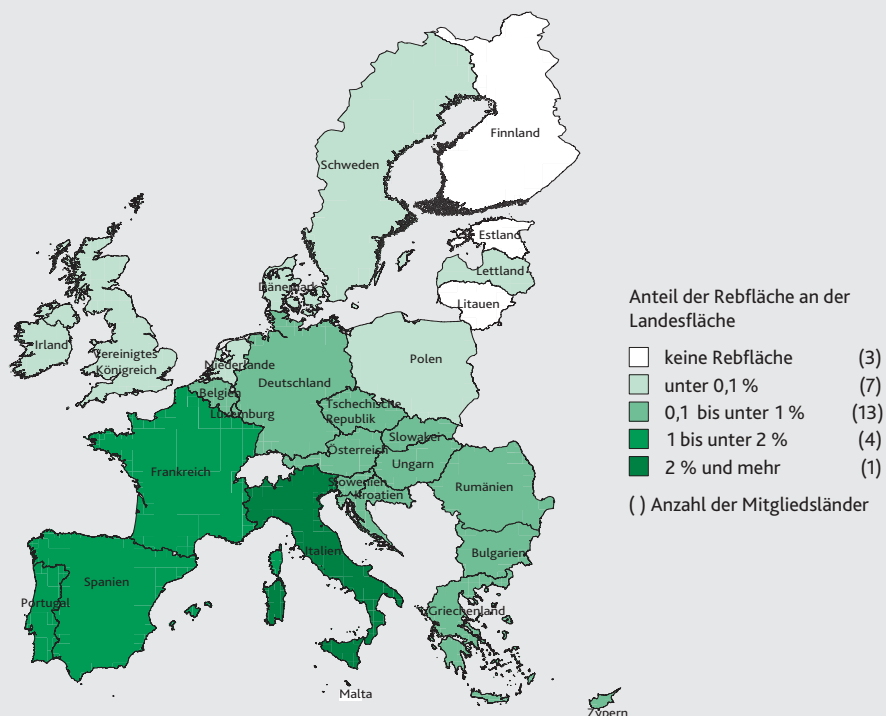 Finnland
Schweden
Estland
Lettland
Dänemark
Litauen
Irland
Vereinigtes
Königreich
Niederlande
Polen
Deutschland
Belgien
Luxemburg
Tschechische
Republik
Slowakei
Österreich
Ungarn
Frankreich
Slowenien
Kroatien
Rumänien
Italien
Bulgarien
Spanien
Portugal
Griechenland
Malta
Zypern
Anteil der Rebfläche an der
Landesfläche
keine Rebfläche (3)
unter 0,1 % (7)
0,1 bis unter 1 % (13)
1 bis unter 2 % (4)
2 % und mehr (1)
( ) Anzahl der Mitgliedsländer